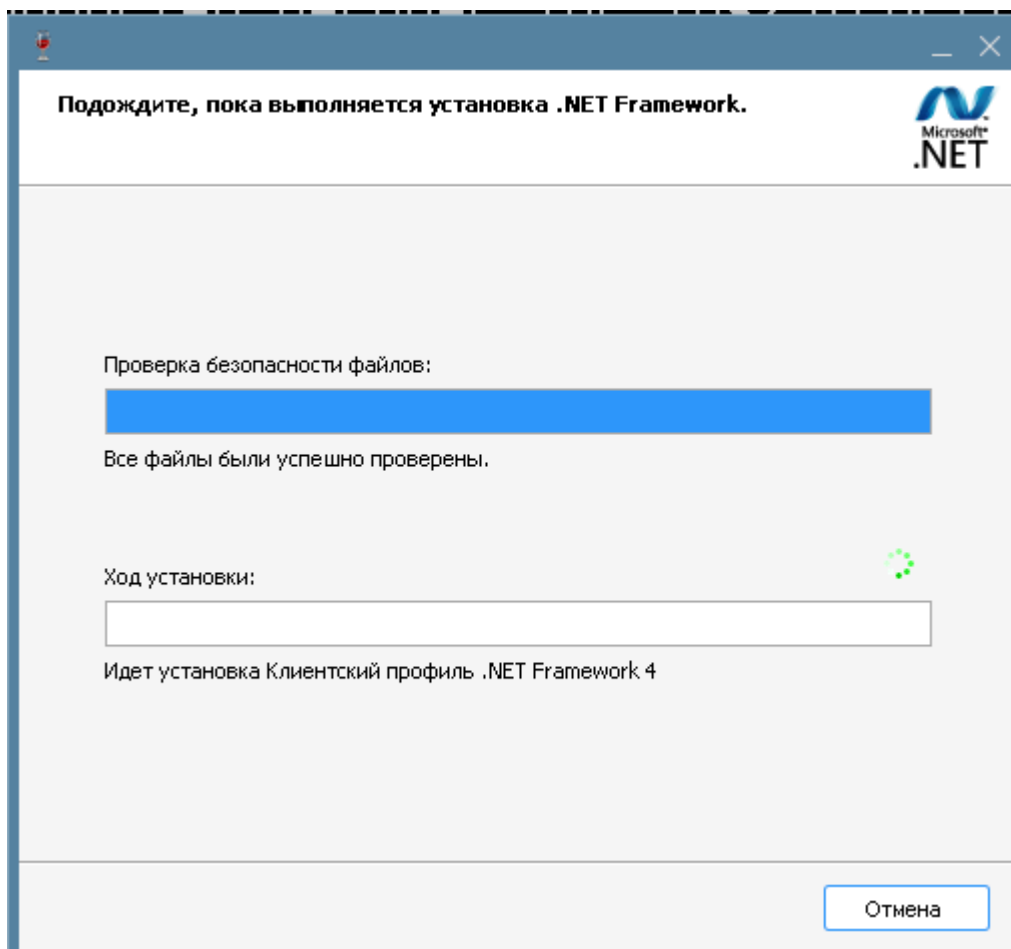 Подождите, пока выполняется установка .NET Framework.
Microsoft®
.NET
Проверка безопасности файлов:
Все файлы были успешно проверены.
Ход установки:
Идет установка Клиентский профиль .NET Framework 4
Отмена